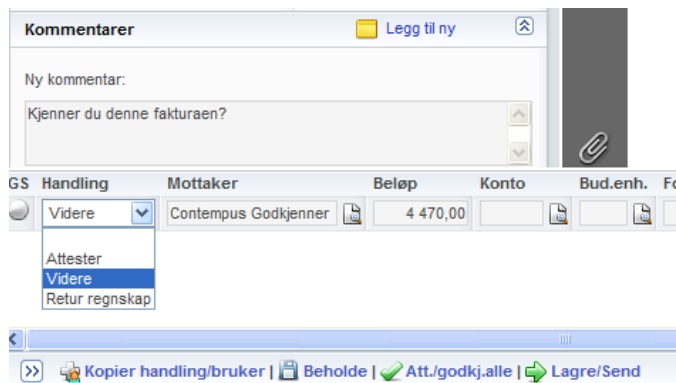 Kommentarer Legg til ny
Ny kommentar:
Kjenner du denne fakturaen?
GS Handling Mottaker Beløp Konto Bud.enh. Fo
Videre Contempus Godkjenner 4 470,00
Attester
Videre
Retur regnskap
Kopier handling/bruker | Beholde | Att./godkj.alle | Lagre/Send